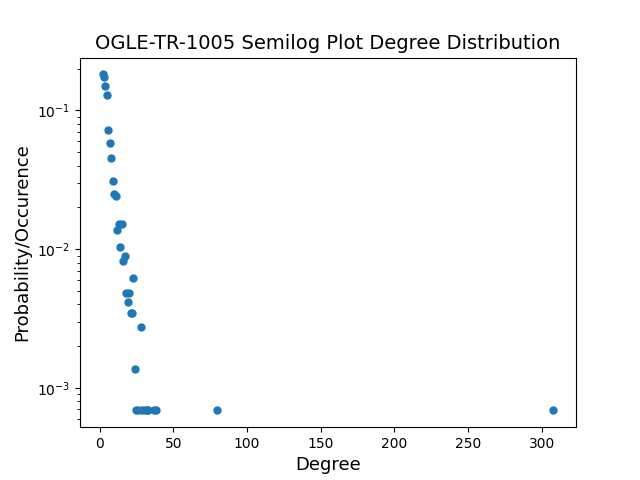 OGLE-TR-1005 Semilog Plot Degree Distribution
Probability/Occurence
10⁻¹
10⁻²
10⁻³
0 50 100 150 200 250 300
Degree